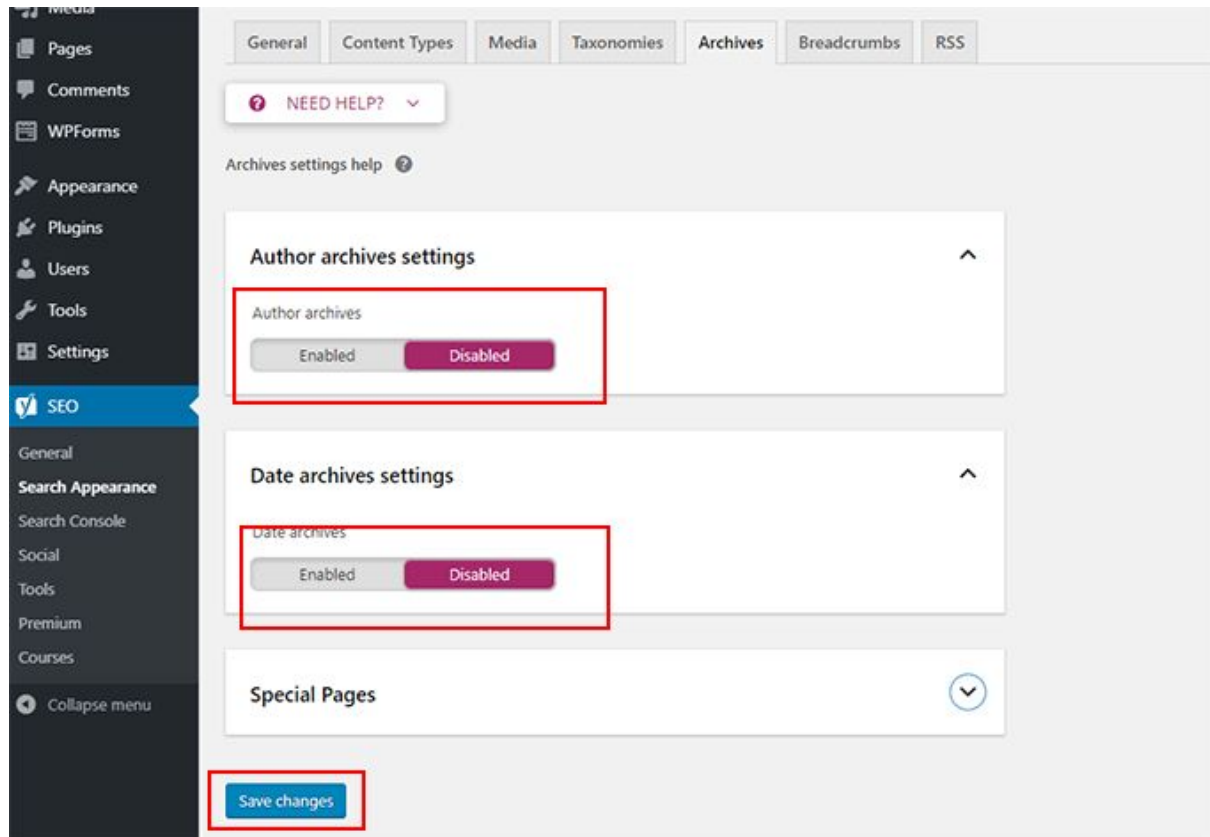 Media
Pages
Comments
WPForms
Appearance
Plugins
Users
Tools
Settings
SEO
General
Search Appearance
Search Console
Social
Tools
Premium
Courses
Collapse menu
General Content Types Media Taxonomies Archives Breadcrumbs RSS
NEED HELP?
Archives settings help
Author archives settings
Author archives
Enabled Disabled
Date archives settings
Date archives
Enabled Disabled
Special Pages
Save changes